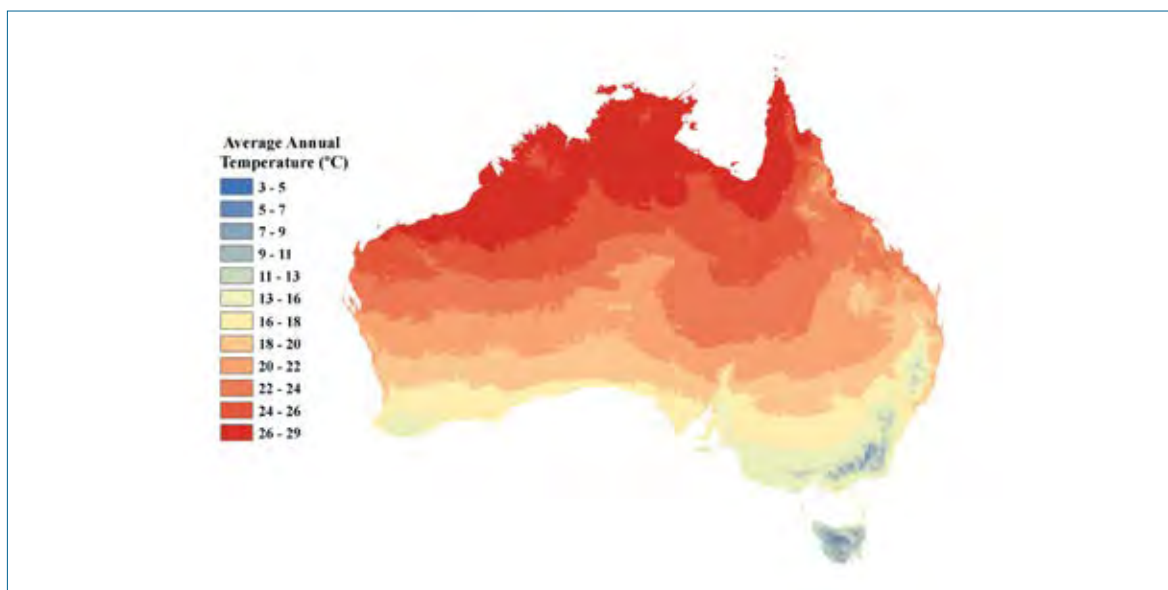 Average Annual
Temperature (°C)
3 - 5
5 - 7
7 - 9
9 - 11
11 - 13
13 - 16
16 - 18
18 - 20
20 - 22
22 - 24
24 - 26
26 - 29